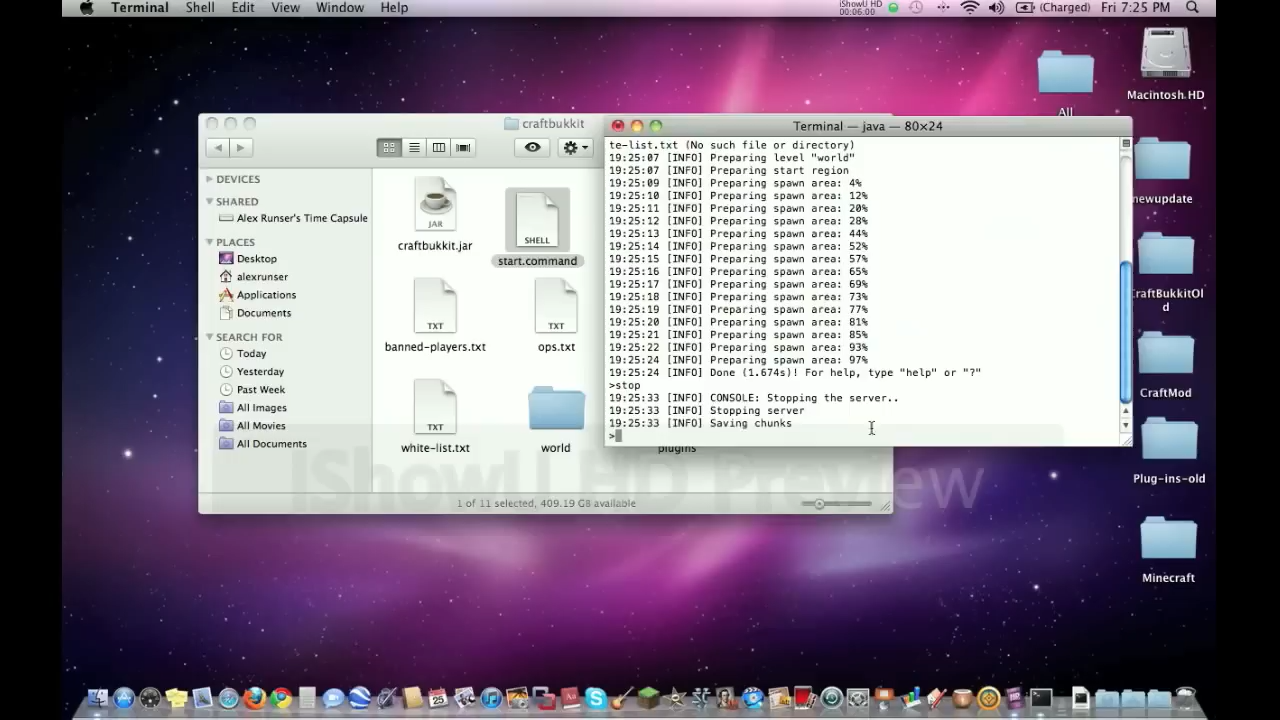 Terminal Shell Edit View Window Help
iShowU HD
00:06:00
(Charged) Fri 7:25 PM
Macintosh HD
All
newupdate
CraftBukkitOl
d
CraftMod
Plug-ins-old
Minecraft
craftbukkit
DEVICES
SHARED
Alex Runser's Time Capsule
PLACES
Desktop
alexrunser
Applications
Documents
SEARCH FOR
Today
Yesterday
Past Week
All Images
All Movies
All Documents
JAR
craftbukkit.jar
SHELL
start.command
TXT
banned-players.txt
TXT
ops.txt
TXT
white-list.txt
world
plugins
1 of 11 selected, 409.19 GB available
Terminal — java — 80×24
te-list.txt (No such file or directory)
19:25:07 [INFO] Preparing level "world"
19:25:07 [INFO] Preparing start region
19:25:09 [INFO] Preparing spawn area: 4%
19:25:10 [INFO] Preparing spawn area: 12%
19:25:11 [INFO] Preparing spawn area: 20%
19:25:12 [INFO] Preparing spawn area: 28%
19:25:13 [INFO] Preparing spawn area: 44%
19:25:14 [INFO] Preparing spawn area: 52%
19:25:15 [INFO] Preparing spawn area: 57%
19:25:16 [INFO] Preparing spawn area: 65%
19:25:17 [INFO] Preparing spawn area: 69%
19:25:18 [INFO] Preparing spawn area: 73%
19:25:19 [INFO] Preparing spawn area: 77%
19:25:20 [INFO] Preparing spawn area: 81%
19:25:21 [INFO] Preparing spawn area: 85%
19:25:22 [INFO] Preparing spawn area: 93%
19:25:24 [INFO] Preparing spawn area: 97%
19:25:24 [INFO] Done (1.674s)! For help, type "help" or "?"
>stop
19:25:33 [INFO] CONSOLE: Stopping the server..
19:25:33 [INFO] Stopping server
19:25:33 [INFO] Saving chunks
>
iShowU HD Preview